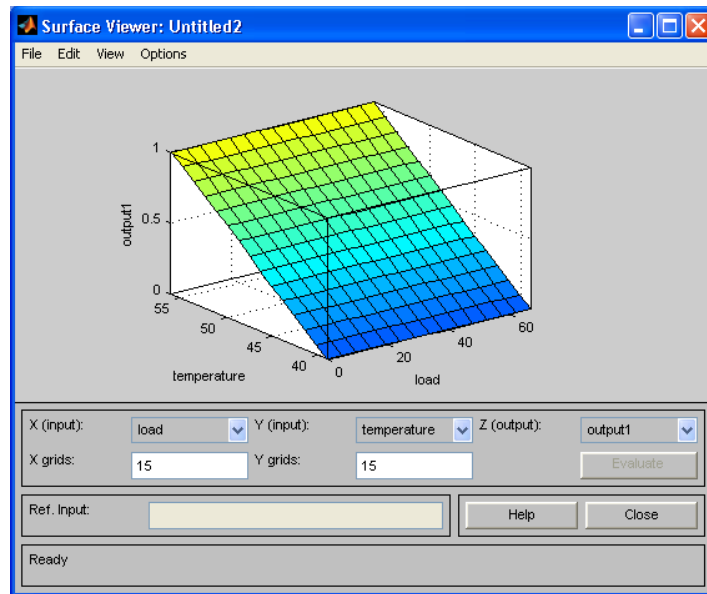 Surface Viewer: Untitled2
File Edit View Options
1
0.5
0
output1
55
50
45
40
temperature
0
20
40
60
load
X (input): load Y (input): temperature Z (output): output1
X grids: 15 Y grids: 15 Evaluate
Ref. Input: Help Close
Ready